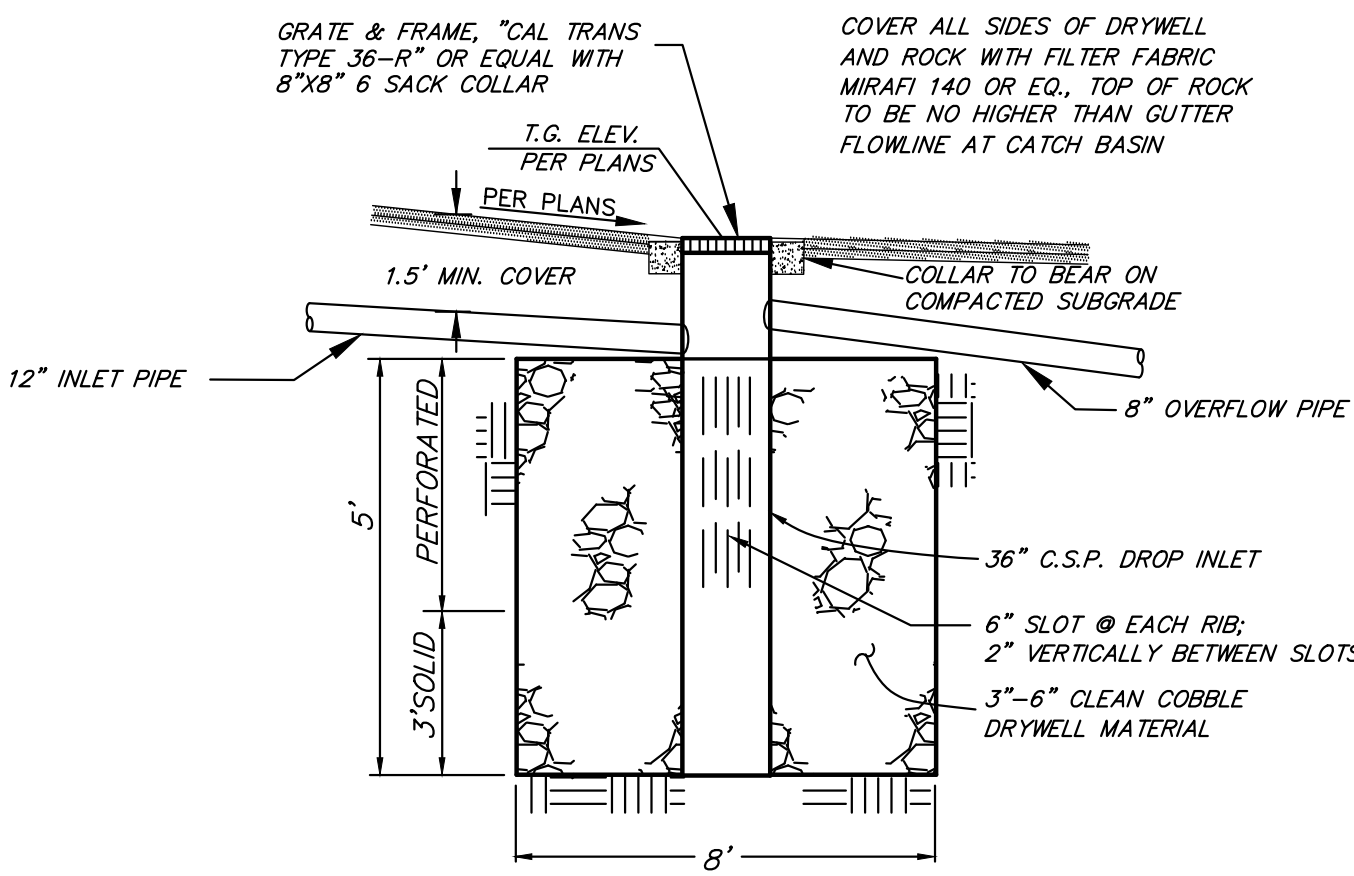 GRATE & FRAME, "CAL TRANS
TYPE 36-R" OR EQUAL WITH
8"X8" 6 SACK COLLAR
COVER ALL SIDES OF DRYWELL
AND ROCK WITH FILTER FABRIC
MIRAFI 140 OR EQ., TOP OF ROCK
TO BE NO HIGHER THAN GUTTER
FLOWLINE AT CATCH BASIN
T.G. ELEV.
PER PLANS
PER PLANS
1.5' MIN. COVER
COLLAR TO BEAR ON
COMPACTED SUBGRADE
12" INLET PIPE
8" OVERFLOW PIPE
5'
PERFORATED
3'SOLID
36" C.S.P. DROP INLET
6" SLOT @ EACH RIB;
2" VERTICALLY BETWEEN SLOTS
3"-6" CLEAN COBBLE
DRYWELL MATERIAL
8'